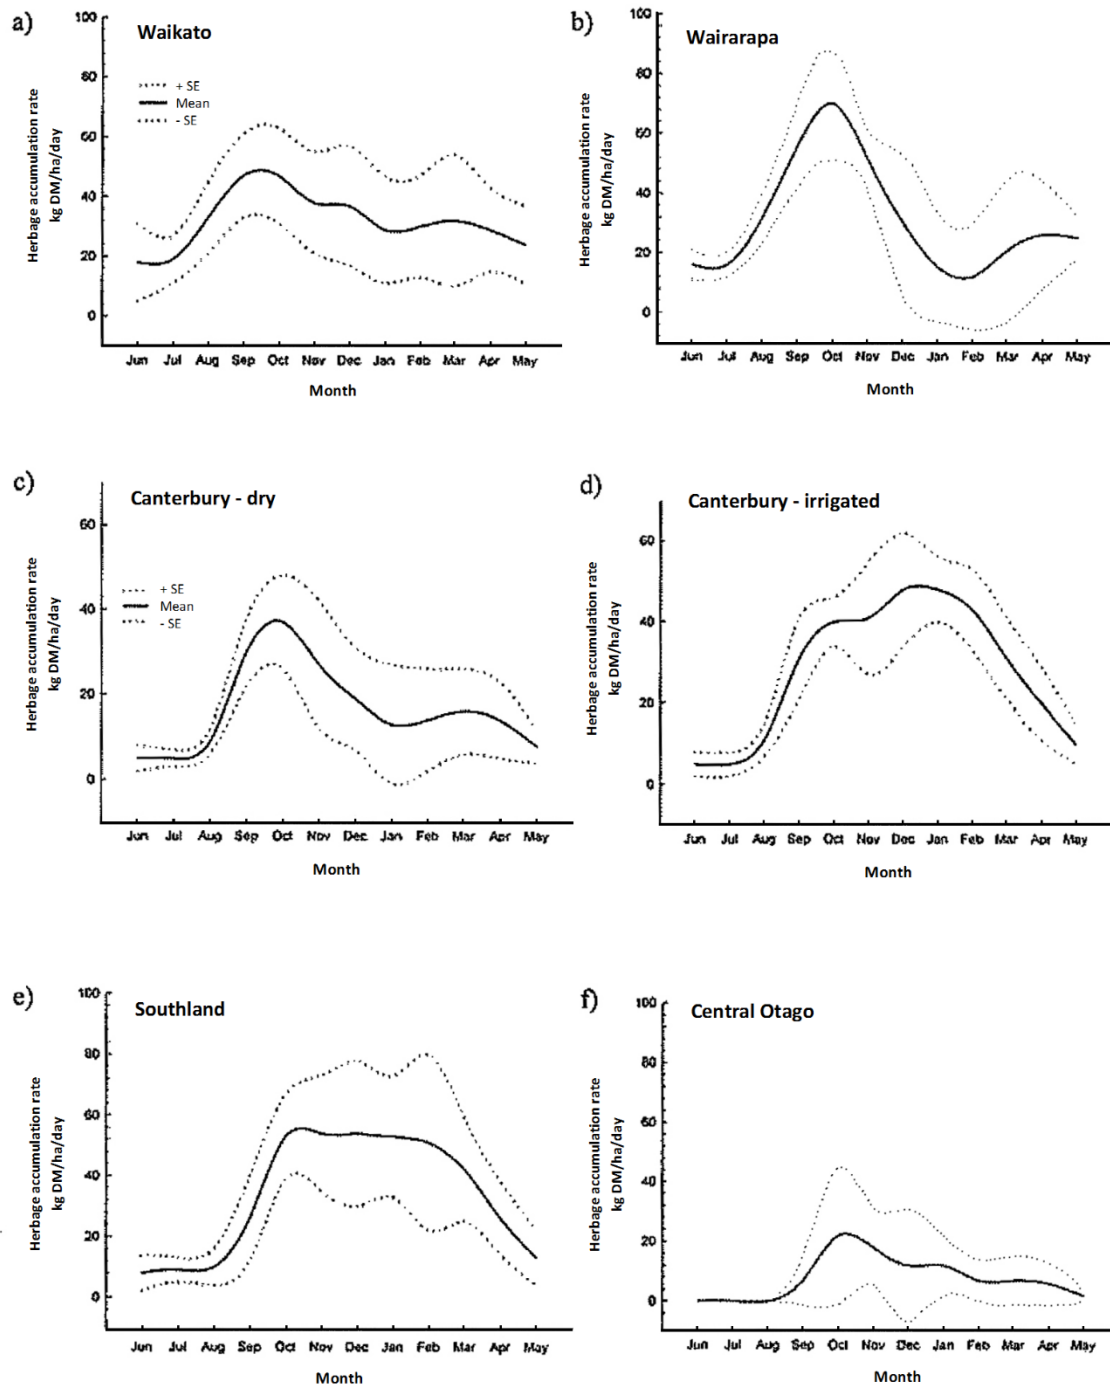 a)
Waikato
Herbage accumulation rate
kg DM/ha/day
100
80
60
40
20
0
+ SE
Mean
- SE
Jun Jul Aug Sep Oct Nov Dec Jan Feb Mar Apr May
Month
b)
Wairarapa
Herbage accumulation rate
kg DM/ha/day
100
80
60
40
20
0
Jun Jul Aug Sep Oct Nov Dec Jan Feb Mar Apr May
Month
c)
Canterbury - dry
Herbage accumulation rate
kg DM/ha/day
60
40
20
0
+ SE
Mean
- SE
Jun Jul Aug Sep Oct Nov Dec Jan Feb Mar Apr May
Month
d)
Canterbury - irrigated
Herbage accumulation rate
kg DM/ha/day
60
40
20
0
Jun Jul Aug Sep Oct Nov Dec Jan Feb Mar Apr May
Month
e)
Southland
Herbage accumulation rate
kg DM/ha/day
100
80
60
40
20
0
Jun Jul Aug Sep Oct Nov Dec Jan Feb Mar Apr May
Month
f)
Central Otago
Herbage accumulation rate
kg DM/ha/day
100
80
60
40
20
0
Jun Jul Aug Sep Oct Nov Dec Jan Feb Mar Apr May
Month